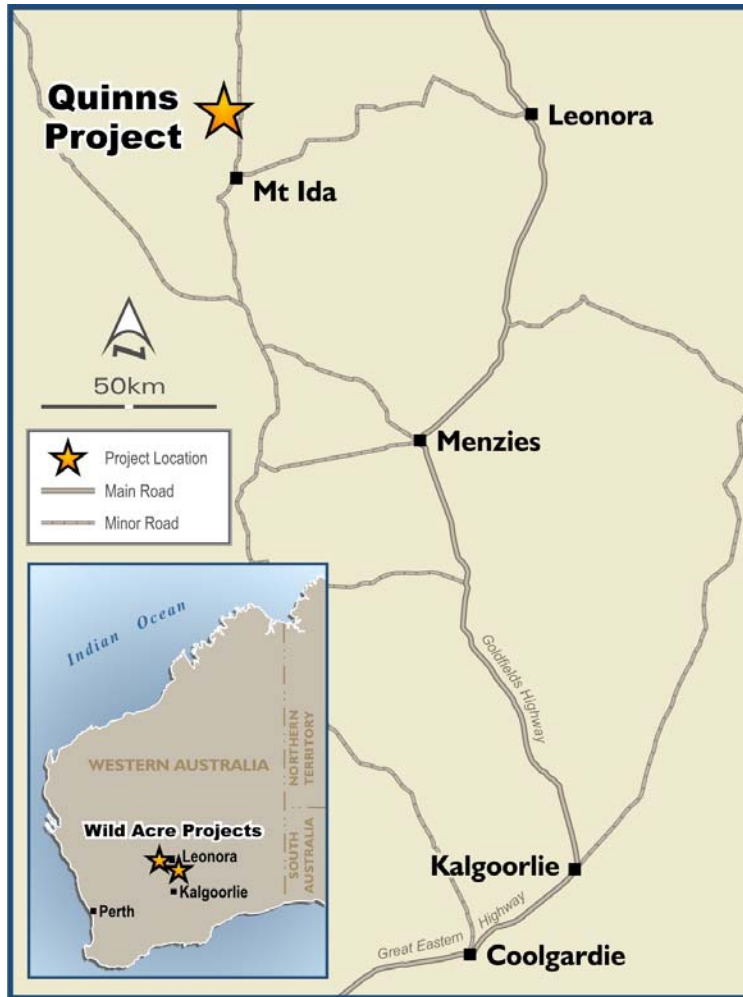 Quinns
Project
Leonora
Mt Ida
N
50km
Menzies
Project Location
Main Road
Minor Road
Goldfields Highway
Kalgoorlie
Great Eastern Highway
Coolgardie
Indian Ocean
WESTERN AUSTRALIA
NORTHERN
TERRITORY
SOUTH
AUSTRALIA
Wild Acre Projects
Leonora
Kalgoorlie
Perth